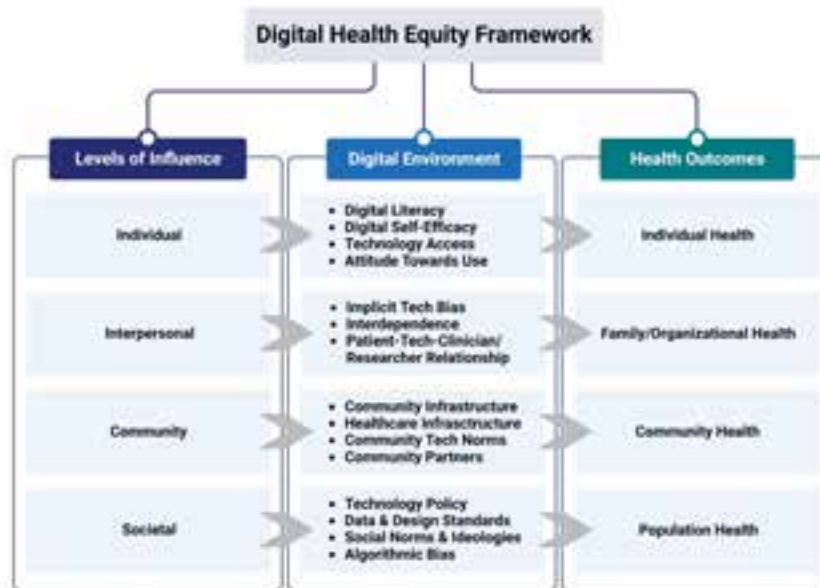 Digital Health Equity Framework
Levels of Influence
Digital Environment
Health Outcomes
Individual
• Digital Literacy
• Digital Self-Efficacy
• Technology Access
• Attitude Towards Use
Individual Health
Interpersonal
• Implicit Tech Bias
• Interdependence
• Patient-Tech-Clinician/
Researcher Relationship
Family/Organizational Health
Community
• Community Infrastructure
• Healthcare Infrasctructure
• Community Tech Norms
• Community Partners
Community Health
Societal
• Technology Policy
• Data & Design Standards
• Social Norms & Ideologies
• Algorithmic Bias
Population Health